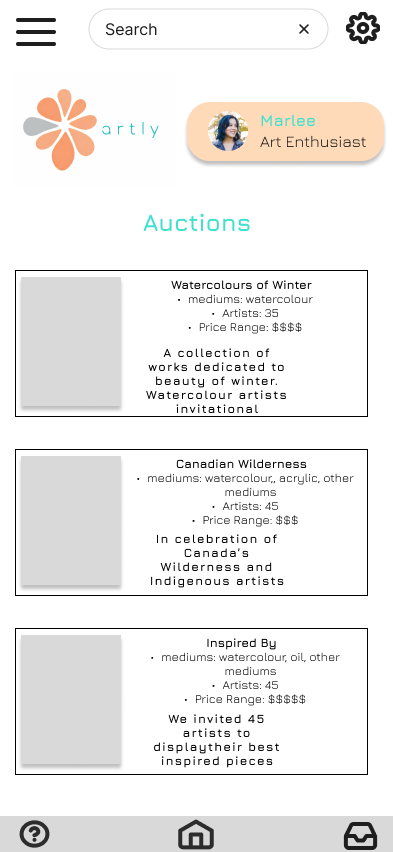 Search
artly
Marlee
Art Enthusiast
Auctions
Watercolours of Winter
• mediums: watercolour
• Artists: 35
• Price Range: $$$$
A collection of
works dedicated to
beauty of winter.
Watercolour artists
invitational
Canadian Wilderness
• mediums: watercolour,, acrylic, other
mediums
• Artists: 45
• Price Range: $$$
In celebration of
Canada's
Wilderness and
Indigenous artists
Inspired By
• mediums: watercolour, oil, other
mediums
• Artists: 45
• Price Range: $$$$$
We invited 45
artists to
displaytheir best
inspired pieces